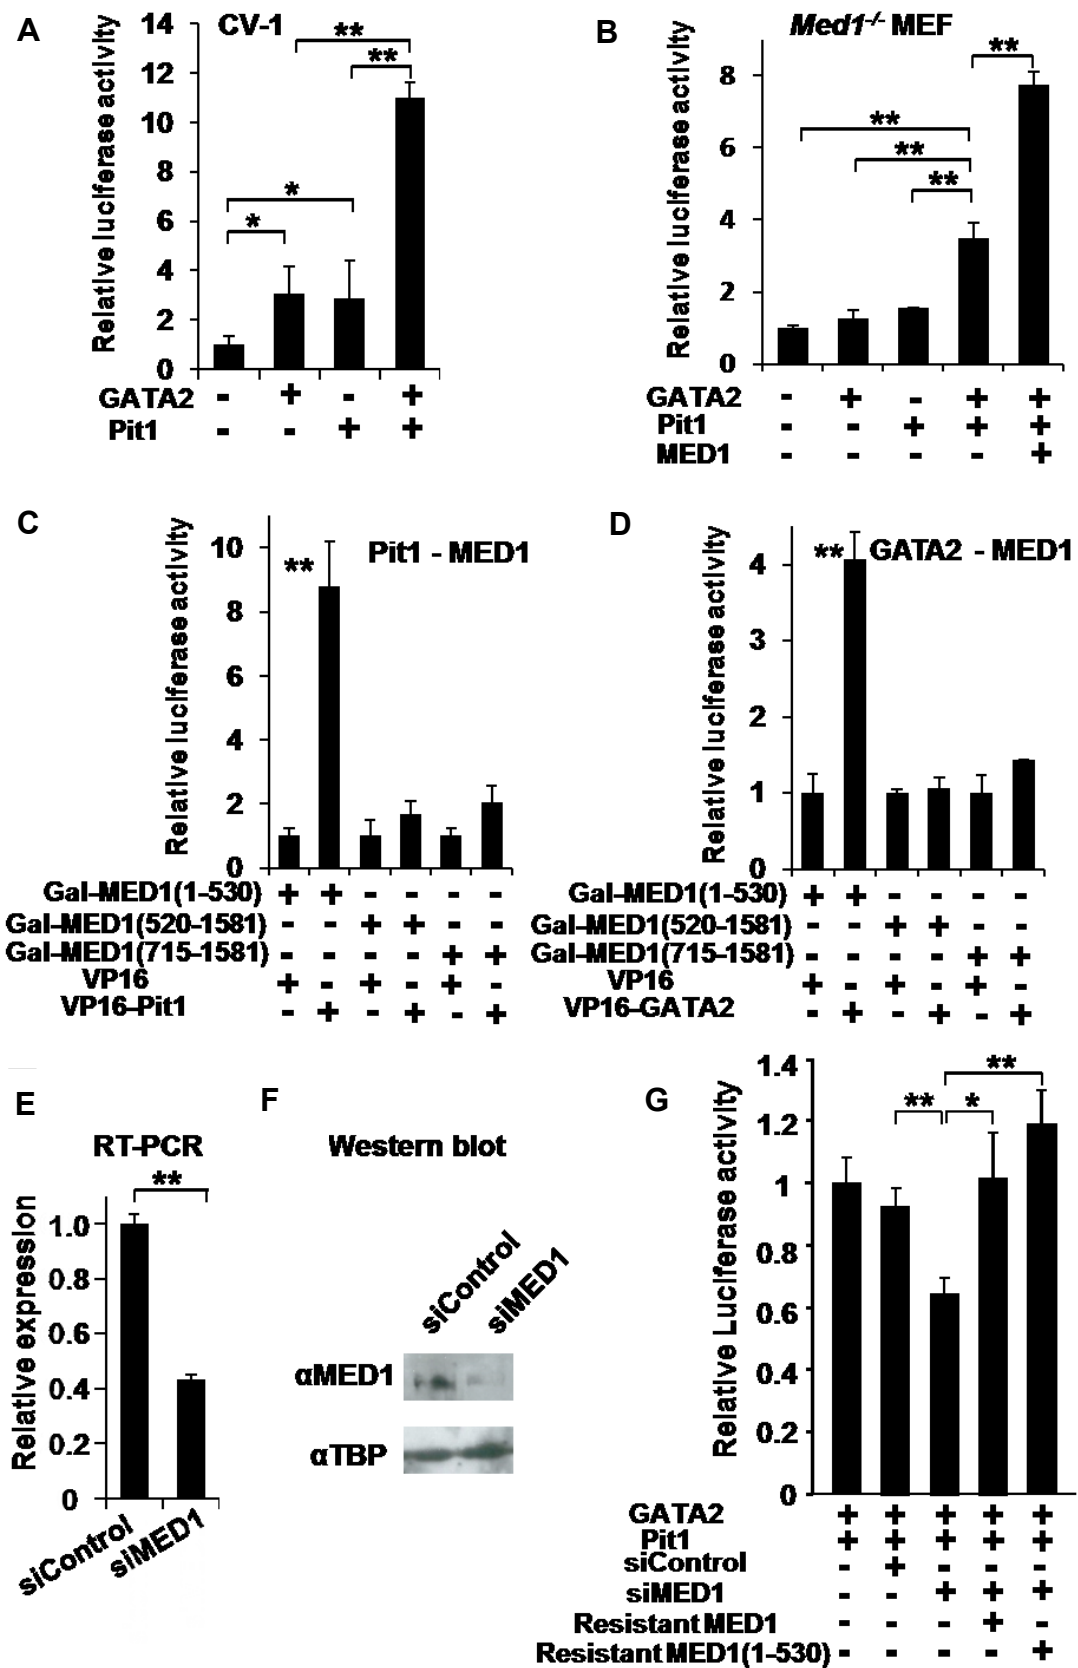 A
CV-1
Relative luciferase activity
14
12
10
8
6
4
2
0
**
**
*
*
GATA2 - + - +
Pit1 - - + +
B
Med1-/- MEF
Relative luciferase activity
8
6
4
2
0
**
**
**
**
GATA2 - + - + +
Pit1 - - + + +
MED1 - - - - +
C
Pit1 - MED1
Relative luciferase activity
10
8
6
4
2
0
**
Gal-MED1(1-530) + + - - - -
Gal-MED1(520-1581) - - + + - -
Gal-MED1(715-1581) - - - - + +
VP16 + - + - + -
VP16-Pit1 - + - + - +
D
GATA2 - MED1
Relative luciferase activity
4
3
2
1
0
**
Gal-MED1(1-530) + + - - - -
Gal-MED1(520-1581) - - + + - -
Gal-MED1(715-1581) - - - - + +
VP16 + - + - + -
VP16-GATA2 - + - + - +
E
RT-PCR
**
Relative expression
1.0
0.8
0.6
0.4
0.2
0
siControl
siMED1
F
Western blot
siControl
siMED1
αMED1
αTBP
G
Relative Luciferase activity
1.4
1.2
1
0.8
0.6
0.4
0.2
0
**
** *
GATA2 + + + + +
Pit1 + + + + +
siControl - + - - -
siMED1 - - + + +
Resistant MED1 - - - + -
Resistant MED1(1-530) - - - - +